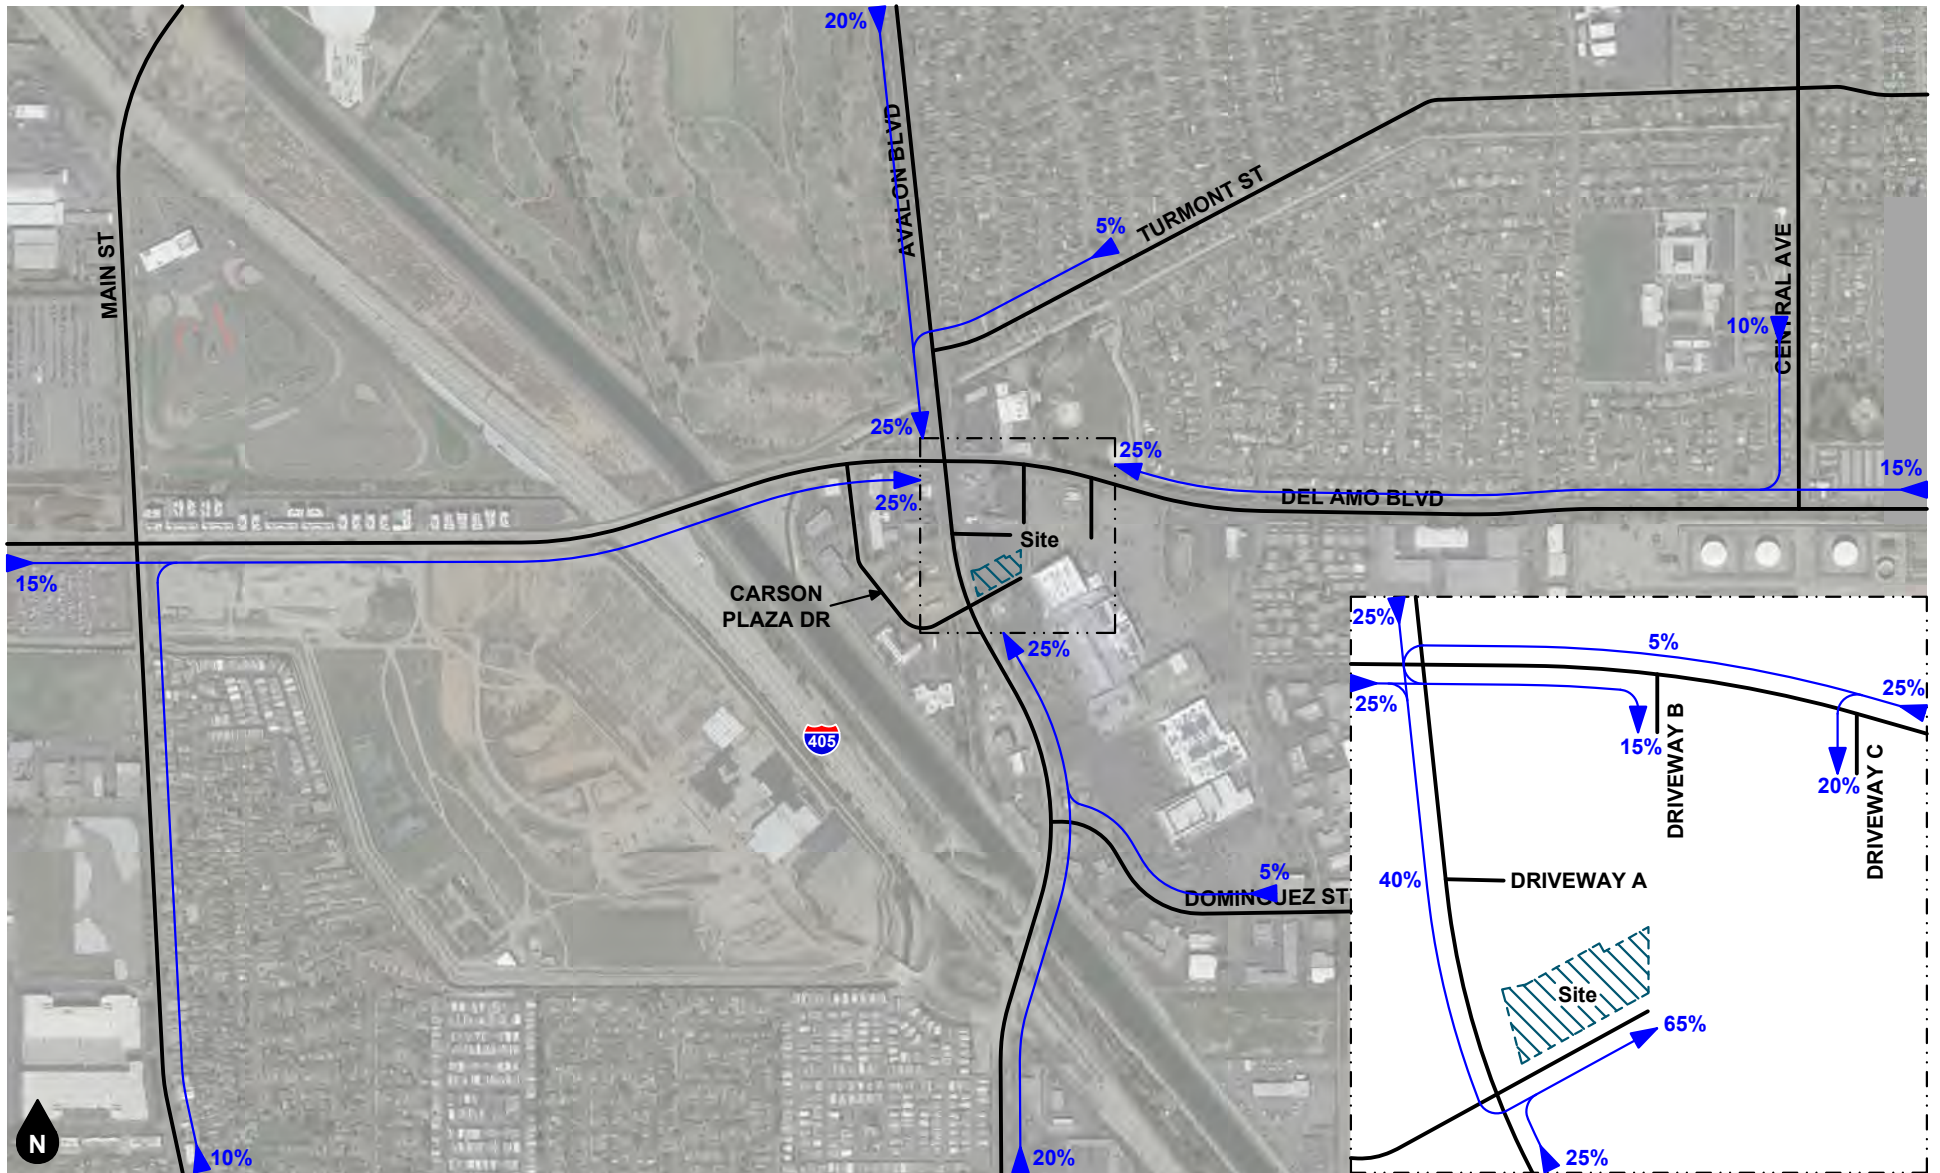 20%
AVALON BLVD
TURMONT ST
5%
MAIN ST
CENTRAL AVE
10%
25%
25%
15%
25%
DEL AMO BLVD
Site
15%
CARSON
PLAZA DR
25%
405
5%
DOMINGUEZ ST
N
10%
20%
25%
5%
25%
25%
15%
DRIVEWAY B
20%
DRIVEWAY C
40%
DRIVEWAY A
Site
65%
25%